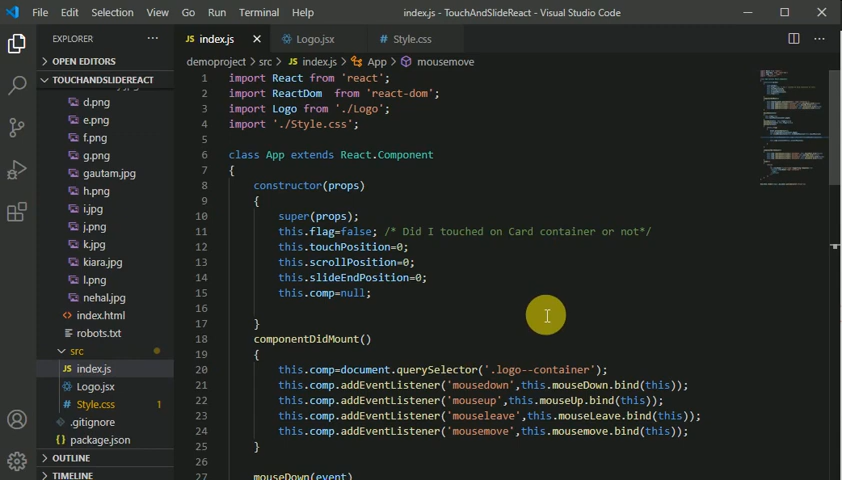 File Edit Selection View Go Run Terminal Help index.js - TouchAndSlideReact - Visual Studio Code
EXPLORER ···
OPEN EDITORS
TOUCHANDSLIDEREACT
d.png
e.png
f.png
g.png
gautam.jpg
h.png
i.jpg
j.png
k.jpg
kiara.jpg
l.png
nehal.jpg
<> index.html
robots.txt
src
JS index.js
Logo.jsx
# Style.css 1
.gitignore
{} package.json
OUTLINE
TIMELINE
JS index.js Logo.jsx # Style.css
demoproject > src > JS index.js > App > mousemove
1 import React from 'react';
2 import ReactDom from 'react-dom';
3 import Logo from './Logo';
4 import './Style.css';
5
6 class App extends React.Component
7 {
8 constructor(props)
9 {
10 super(props);
11 this.flag=false; /* Did I touched on Card container or not*/
12 this.touchPosition=0;
13 this.scrollPosition=0;
14 this.slideEndPosition=0;
15 this.comp=null;
16
17 }
18 componentDidMount()
19 {
20 this.comp=document.querySelector('.logo--container');
21 this.comp.addEventListener('mousedown',this.mouseDown.bind(this));
22 this.comp.addEventListener('mouseup',this.mouseUp.bind(this));
23 this.comp.addEventListener('mouseleave',this.mouseLeave.bind(this));
24 this.comp.addEventListener('mousemove',this.mousemove.bind(this));
25 }
26
27 mouseDown(event)